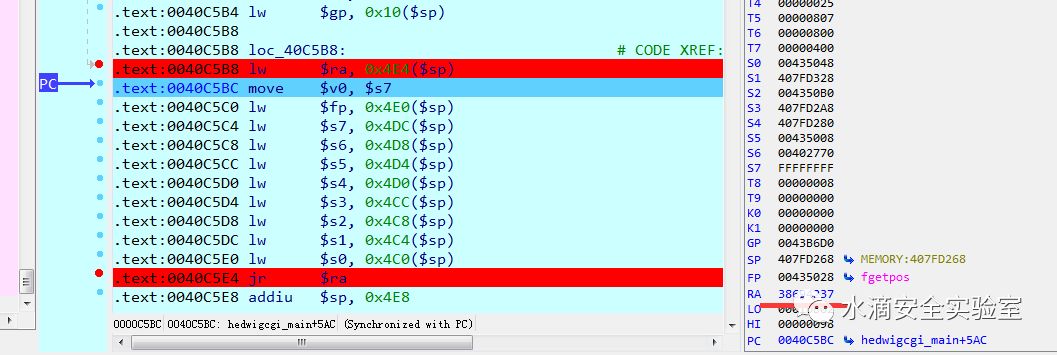 .text:0040C5B4 lw $gp, 0x10($sp)
.text:0040C5B8
.text:0040C5B8 loc_40C5B8: # CODE XREF:
.text:0040C5B8 lw $ra, 0x4E4($sp)
PC
.text:0040C5BC move $v0, $s7
.text:0040C5C0 lw $fp, 0x4E0($sp)
.text:0040C5C4 lw $s7, 0x4DC($sp)
.text:0040C5C8 lw $s6, 0x4D8($sp)
.text:0040C5CC lw $s5, 0x4D4($sp)
.text:0040C5D0 lw $s4, 0x4D0($sp)
.text:0040C5D4 lw $s3, 0x4CC($sp)
.text:0040C5D8 lw $s2, 0x4C8($sp)
.text:0040C5DC lw $s1, 0x4C4($sp)
.text:0040C5E0 lw $s0, 0x4C0($sp)
.text:0040C5E4 jr $ra
.text:0040C5E8 addiu $sp, 0x4E8
0000C5BC 0040C5BC: hedwigcgi_main+5AC (Synchronized with PC)
T4 00000025
T5 00000807
T6 00000800
T7 00000400
S0 00435048
S1 407FD328
S2 004350B0
S3 407FD2A8
S4 407FD280
S5 00435008
S6 00402770
S7 FFFFFFFF
T8 00000008
T9 00000000
K0 00000000
K1 00000000
GP 0043B6D0
SP 407FD268 MEMORY:407FD268
FP 00435028 fgetpos
RA
LO
水滴安全实验室
HI 00000098
PC 0040C5BC hedwigcgi_main+5AC